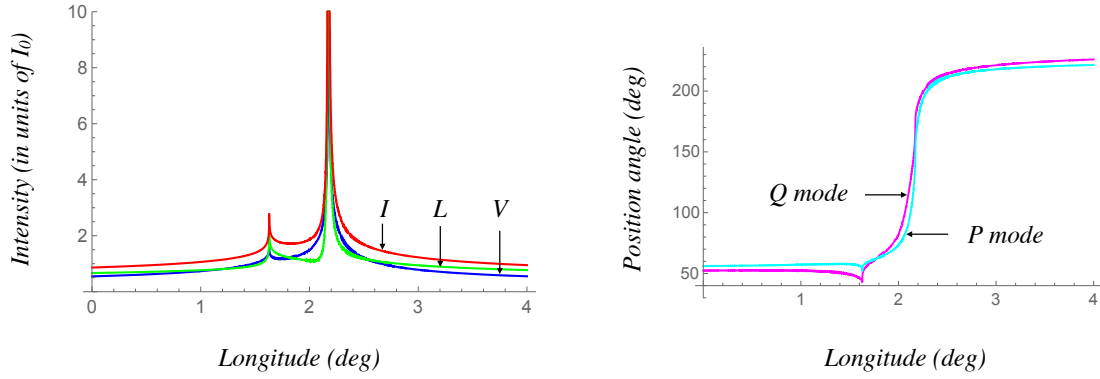 Intensity (in units of I₀)
10
8
6
4
2
0
1
2
3
4
I
L
V
Longitude (deg)
Position angle (deg)
200
150
100
50
1
2
3
4
Q mode
P mode
Longitude (deg)